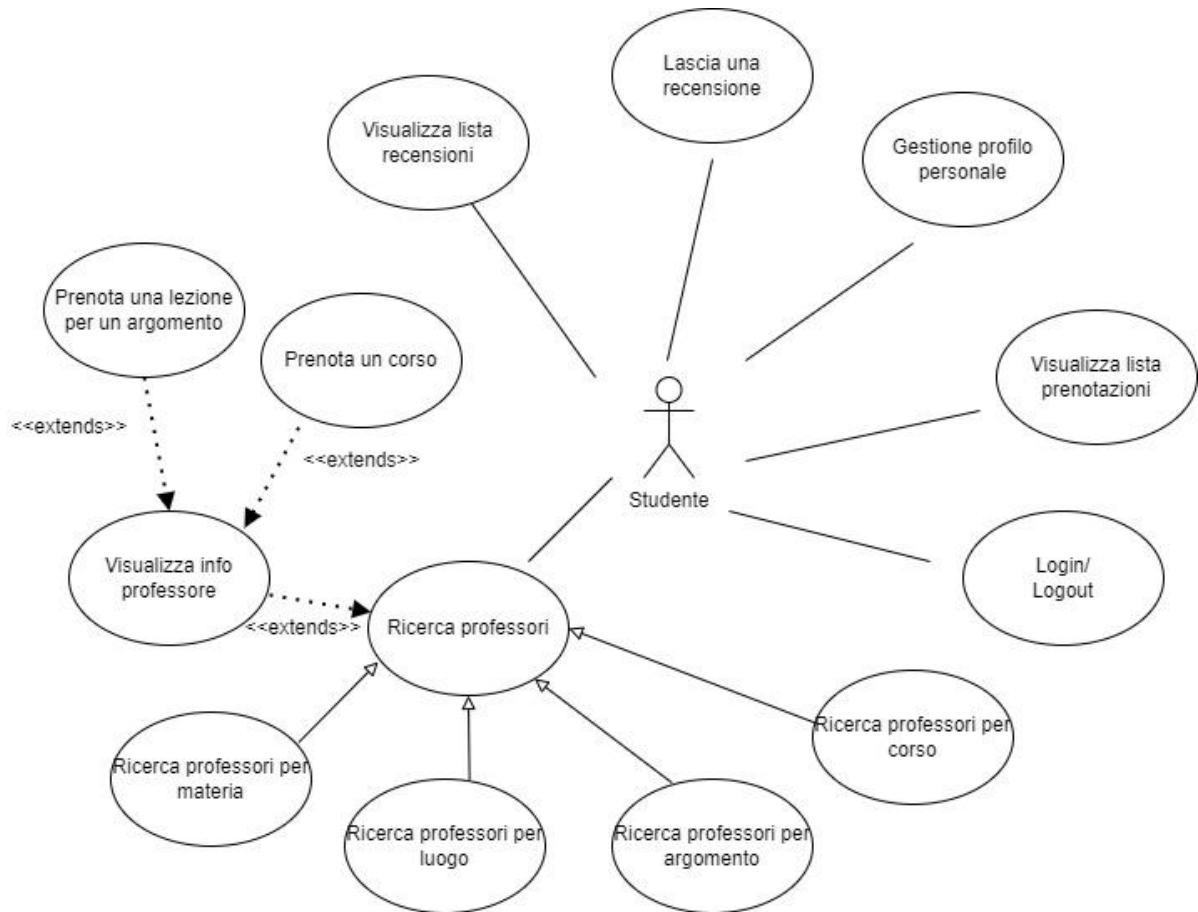 Lascia una
recensione
Visualizza lista
recensioni
Gestione profilo
personale
Prenota una lezione
per un argomento
Prenota un corso
Visualizza lista
prenotazioni
<<extends>>
<<extends>>
Studente
Visualizza info
professore
Login/
Logout
<<extends>>
Ricerca professori
Ricerca professori per
corso
Ricerca professori per
materia
Ricerca professori per
luogo
Ricerca professori per
argomento